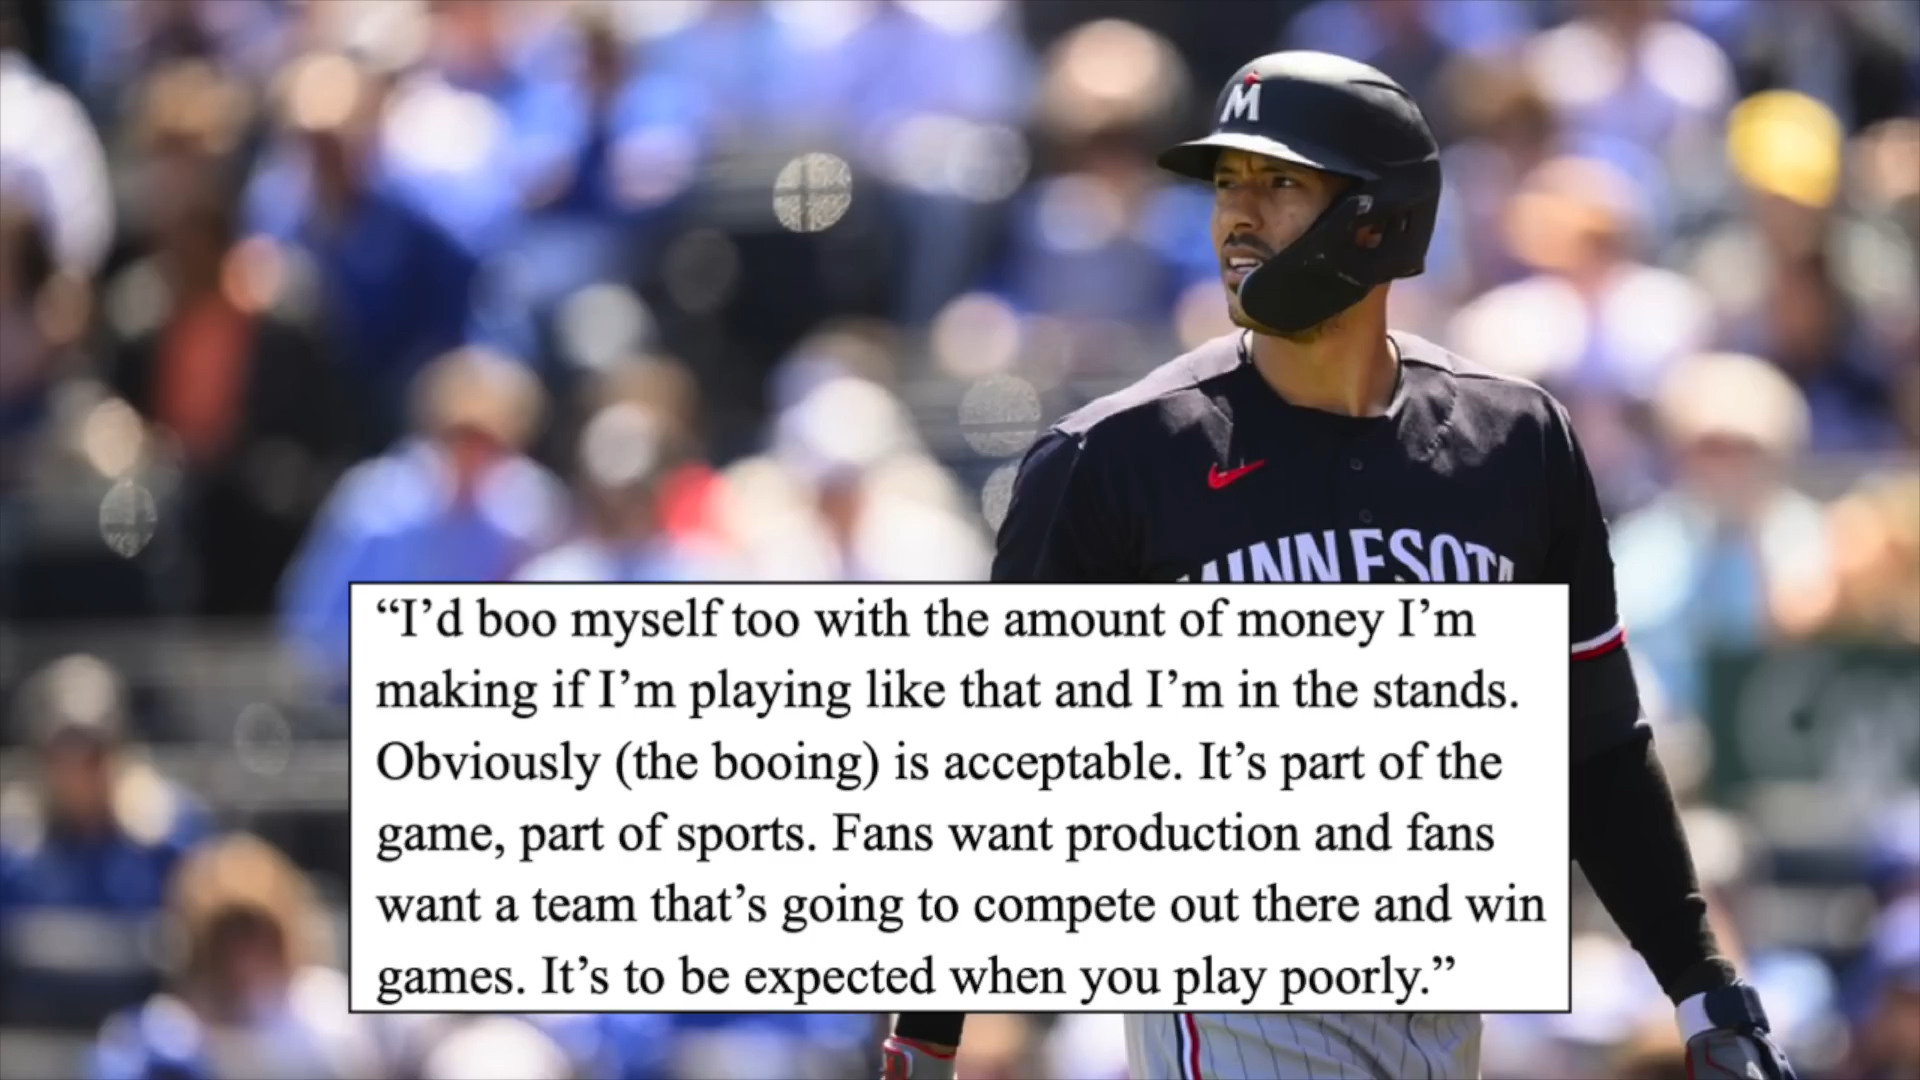 M
MINNESOTA
“I’d boo myself too with the amount of money I’m
making if I’m playing like that and I’m in the stands.
Obviously (the booing) is acceptable. It’s part of the
game, part of sports. Fans want production and fans
want a team that’s going to compete out there and win
games. It’s to be expected when you play poorly.”